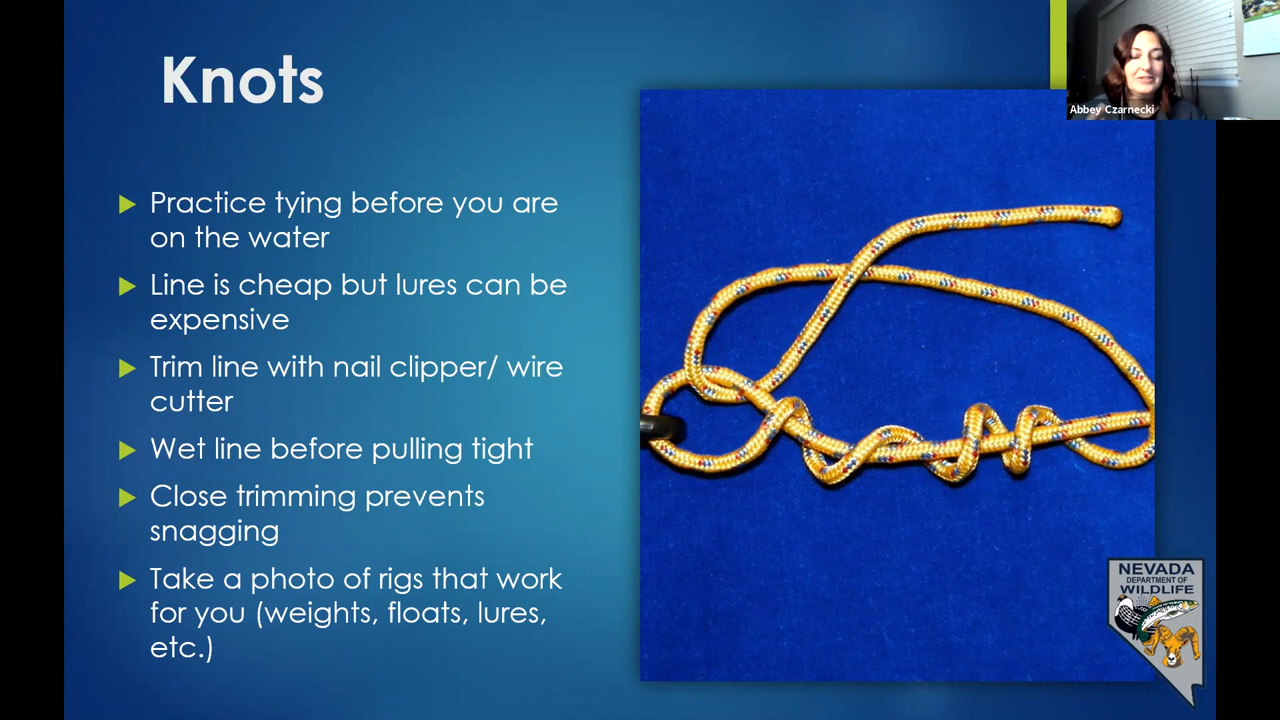 Knots
Abbey Czarnecki
Practice tying before you are
on the water
Line is cheap but lures can be
expensive
Trim line with nail clipper/ wire
cutter
Wet line before pulling tight
Close trimming prevents
snagging
Take a photo of rigs that work
for you (weights, floats, lures,
etc.)
NEVADA
DEPARTMENT OF
WILDLIFE